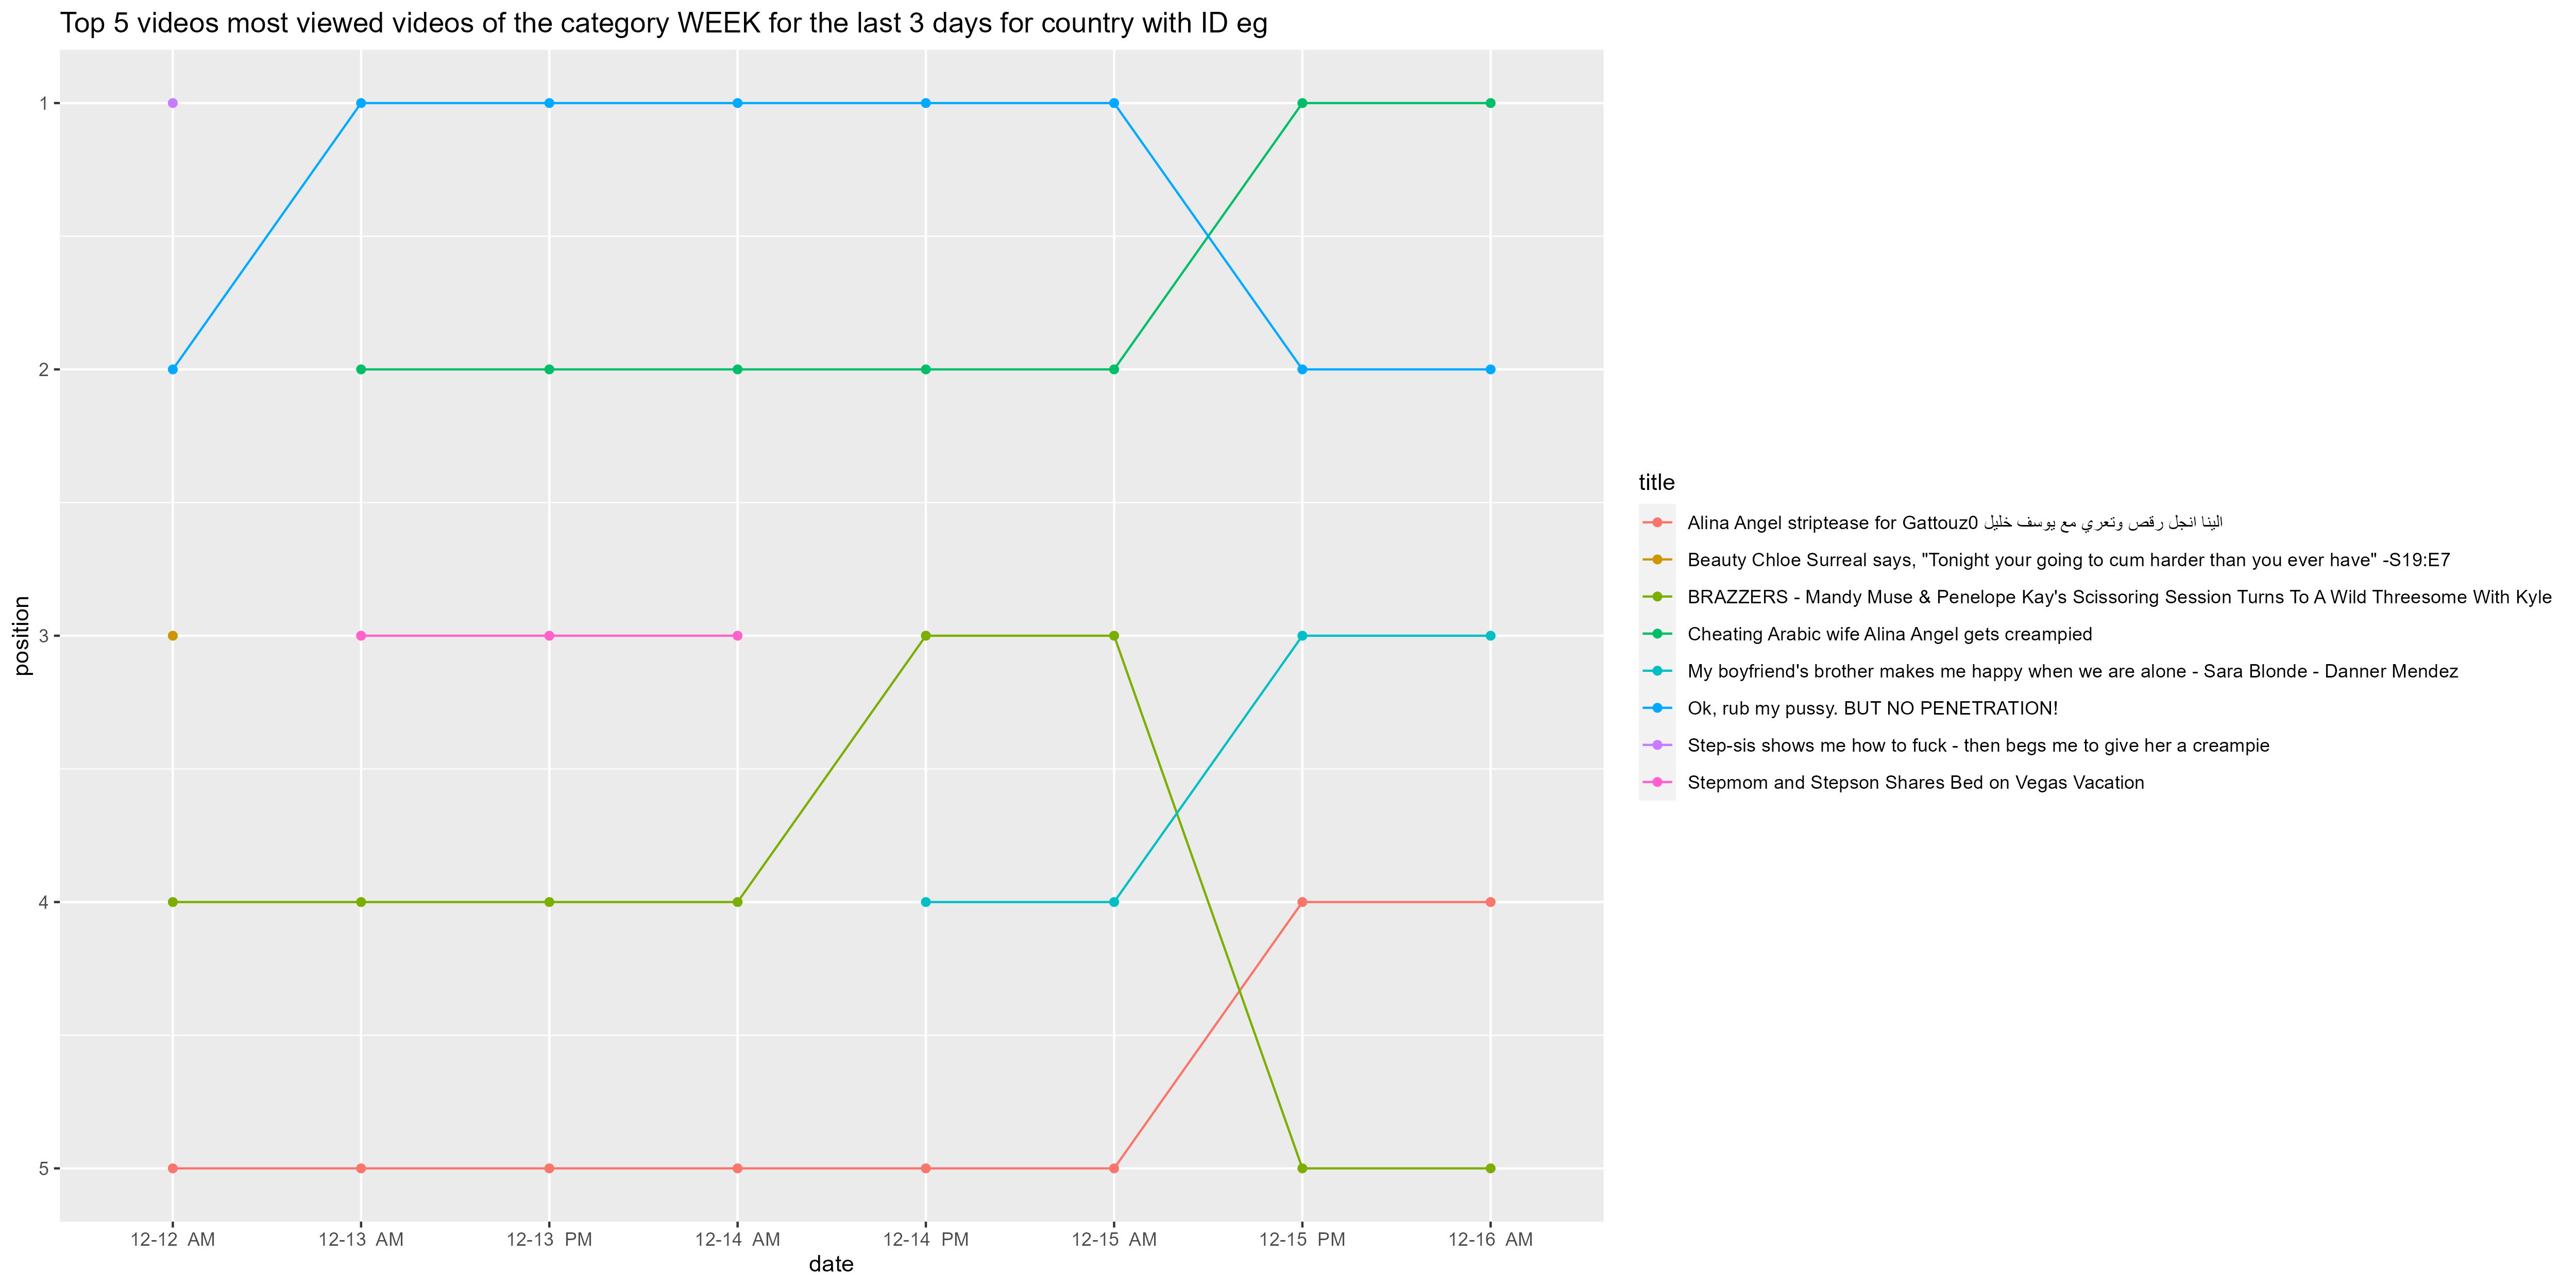 Top 5 videos most viewed videos of the category WEEK for the last 3 days for country with ID eg
position
1
2
3
4
5
12-12 AM
12-13 AM
12-13 PM
12-14 AM
12-14 PM
12-15 AM
12-15 PM
12-16 AM
date
title
Alina Angel striptease for Gattouz0 الينا انجل رقص وتعري مع يوسف خليل
Beauty Chloe Surreal says, "Tonight your going to cum harder than you ever have" -S19:E7
BRAZZERS - Mandy Muse & Penelope Kay's Scissoring Session Turns To A Wild Threesome With Kyle
Cheating Arabic wife Alina Angel gets creampied
My boyfriend's brother makes me happy when we are alone - Sara Blonde - Danner Mendez
Ok, rub my pussy. BUT NO PENETRATION!
Step-sis shows me how to fuck - then begs me to give her a creampie
Stepmom and Stepson Shares Bed on Vegas Vacation